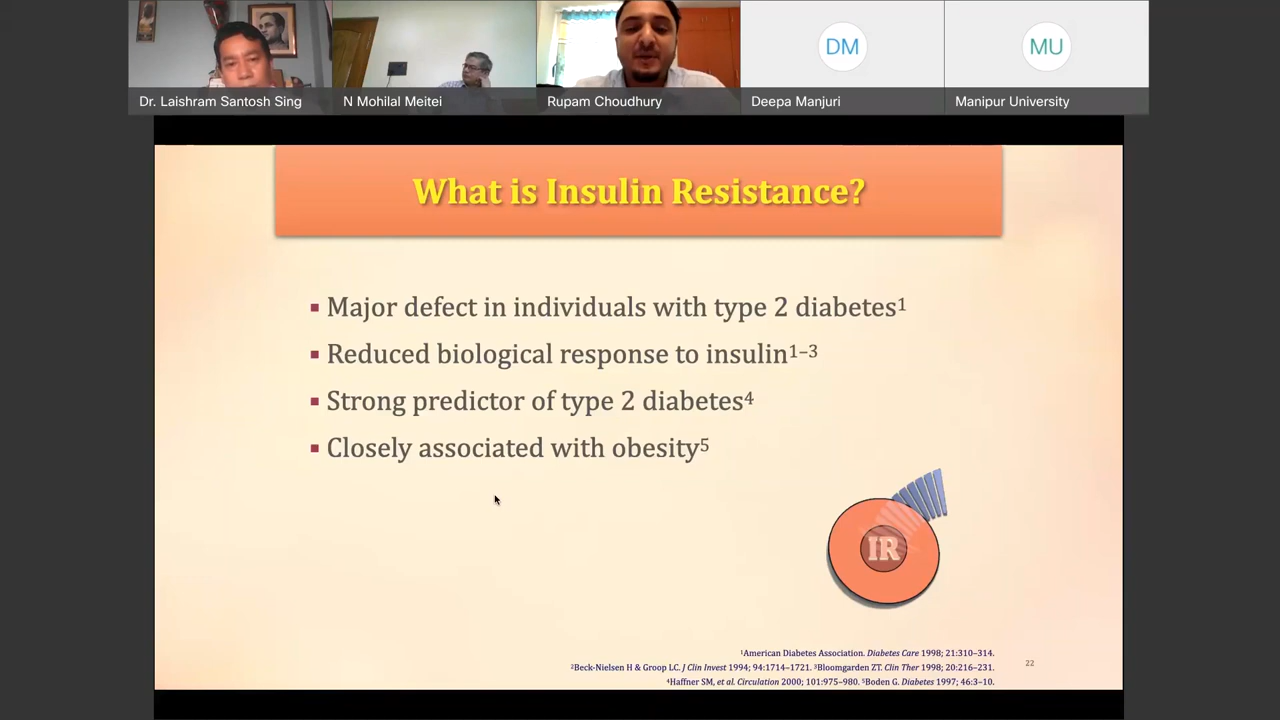 DM
MU
Dr. Laishram Santosh Sing
N Mohilal Meitei
Rupam Choudhury
Deepa Manjuri
Manipur University
What is Insulin Resistance?
▪ Major defect in individuals with type 2 diabetes¹
▪ Reduced biological response to insulin¹⁻³
▪ Strong predictor of type 2 diabetes⁴
▪ Closely associated with obesity⁵
IR
¹American Diabetes Association. Diabetes Care 1998; 21:310–314.
²Beck-Nielsen H & Groop LC. J Clin Invest 1994; 94:1714–1721. ³Bloomgarden ZT. Clin Ther 1998; 20:216–231.
⁴Haffner SM, et al. Circulation 2000; 101:975–980. ⁵Boden G. Diabetes 1997; 46:3–10.
22